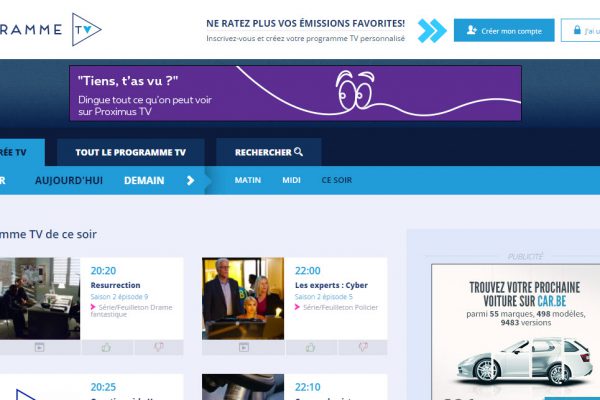 RAMME TV
NE RATEZ PLUS VOS ÉMISSIONS FAVORITES!
Inscrivez-vous et créez votre programme TV personnalisé
Créer mon compte
J'ai u
"Tiens, t'as vu ?"
Dingue tout ce qu'on peut voir
sur Proximus TV
RÉE TV
TOUT LE PROGRAMME TV
RECHERCHER
R
AUJOURD'HUI
DEMAIN
MATIN
MIDI
CE SOIR
mme TV de ce soir
20:20
Resurrection
Saison 2 épisode 9
Série/Feuilleton Drame
fantastique
22:00
Les experts : Cyber
Saison 2 épisode 5
Série/Feuilleton Policier
PUBLICITÉ
TROUVEZ VOTRE PROCHAINE
VOITURE SUR CAR.BE
parmi 55 marques, 498 modèles,
9483 versions
20:25
22:10